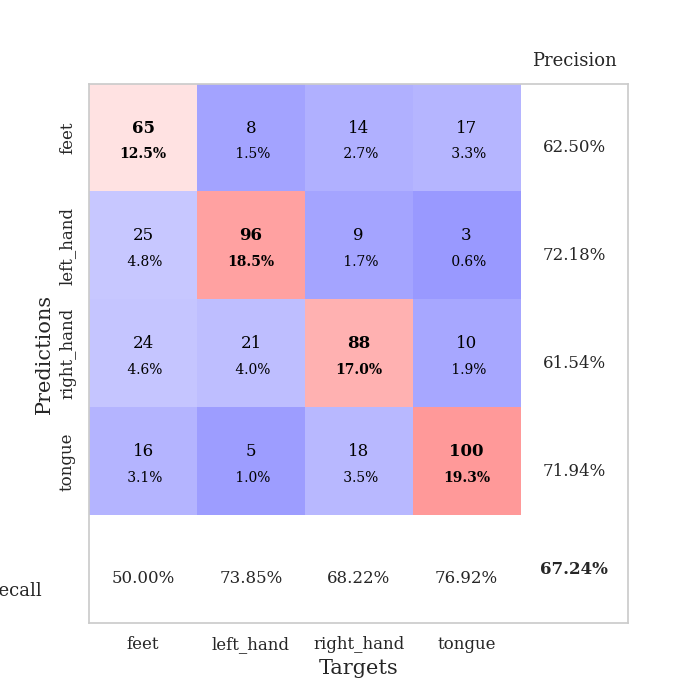 Precision
feet 65 8 14 17 62.50%
12.5% 1.5% 2.7% 3.3%
left_hand 25 96 9 3 72.18%
4.8% 18.5% 1.7% 0.6%
Predictions
right_hand 24 21 88 10 61.54%
4.6% 4.0% 17.0% 1.9%
tongue 16 5 18 100 71.94%
3.1% 1.0% 3.5% 19.3%
ecall 50.00% 73.85% 68.22% 76.92% 67.24%
feet left_hand right_hand tongue
Targets